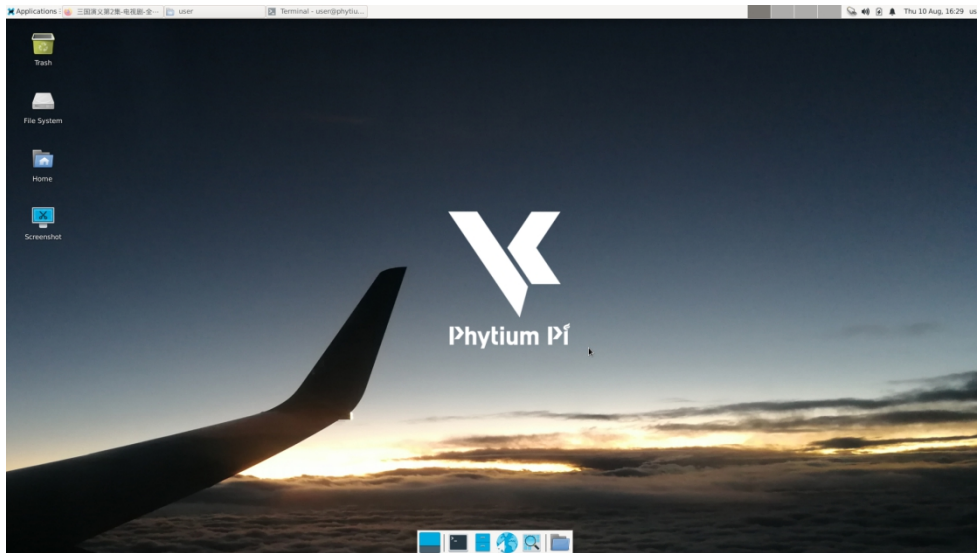 Applications 三国演义第2集-电视剧-全··· user Terminal - user@phytiu... Thu 10 Aug, 16:29 us
Trash
File System
Home
Screenshot
Phytium Pi